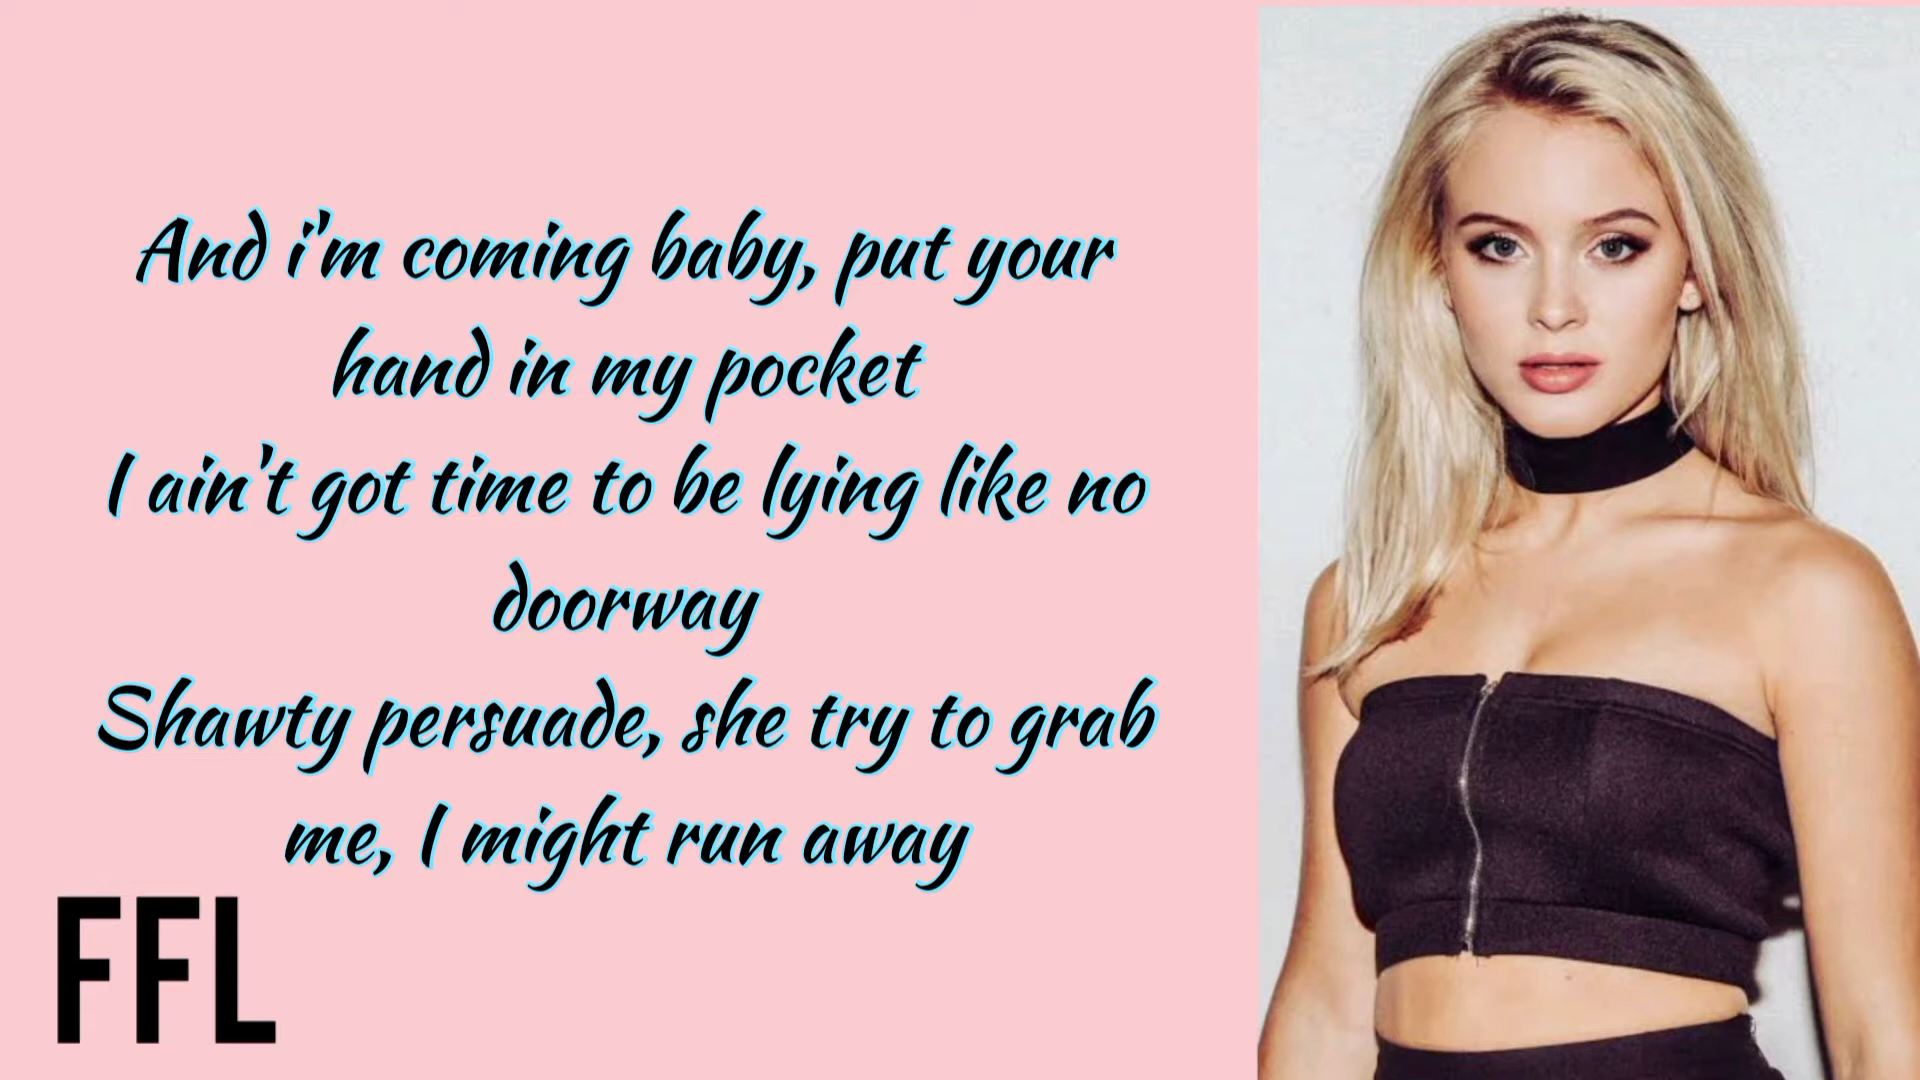 And i'm coming baby, put your
hand in my pocket
I ain't got time to be lying like no
doorway
Shawty persuade, she try to grab
me, I might run away
FFL